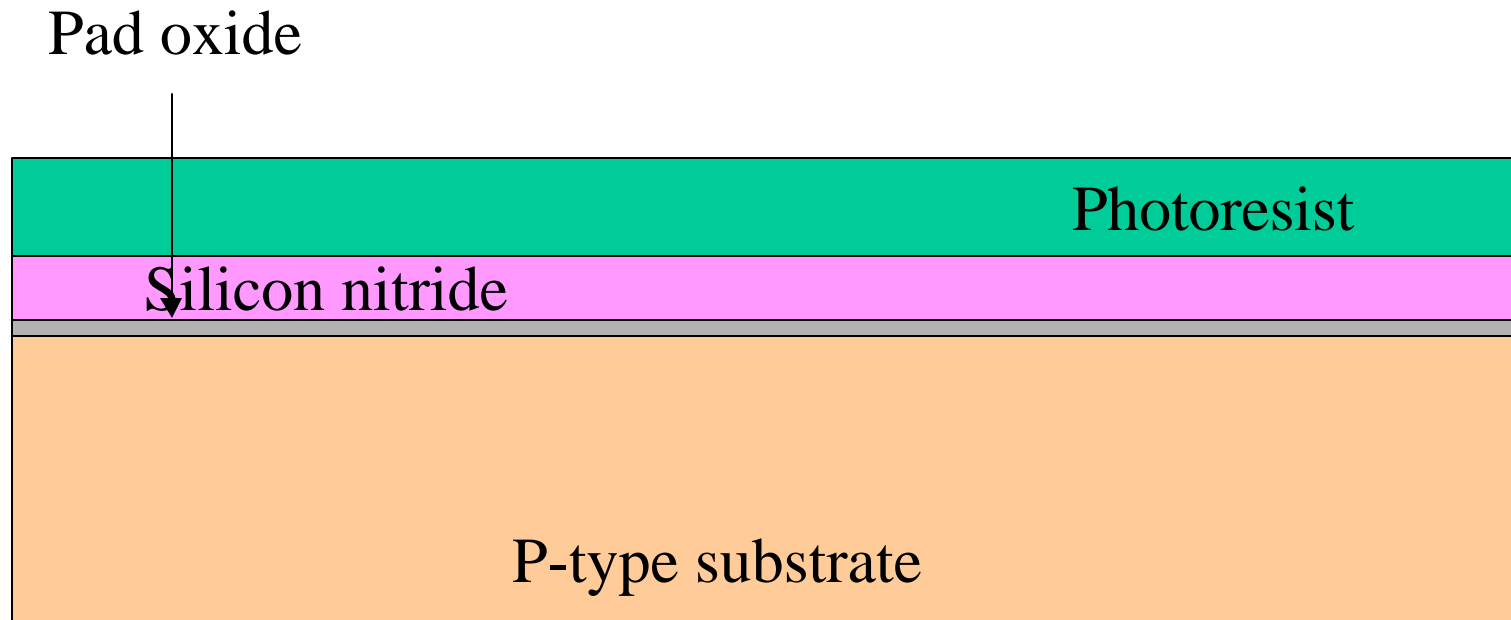 Pad oxide
Photoresist
Silicon nitride
P-type substrate